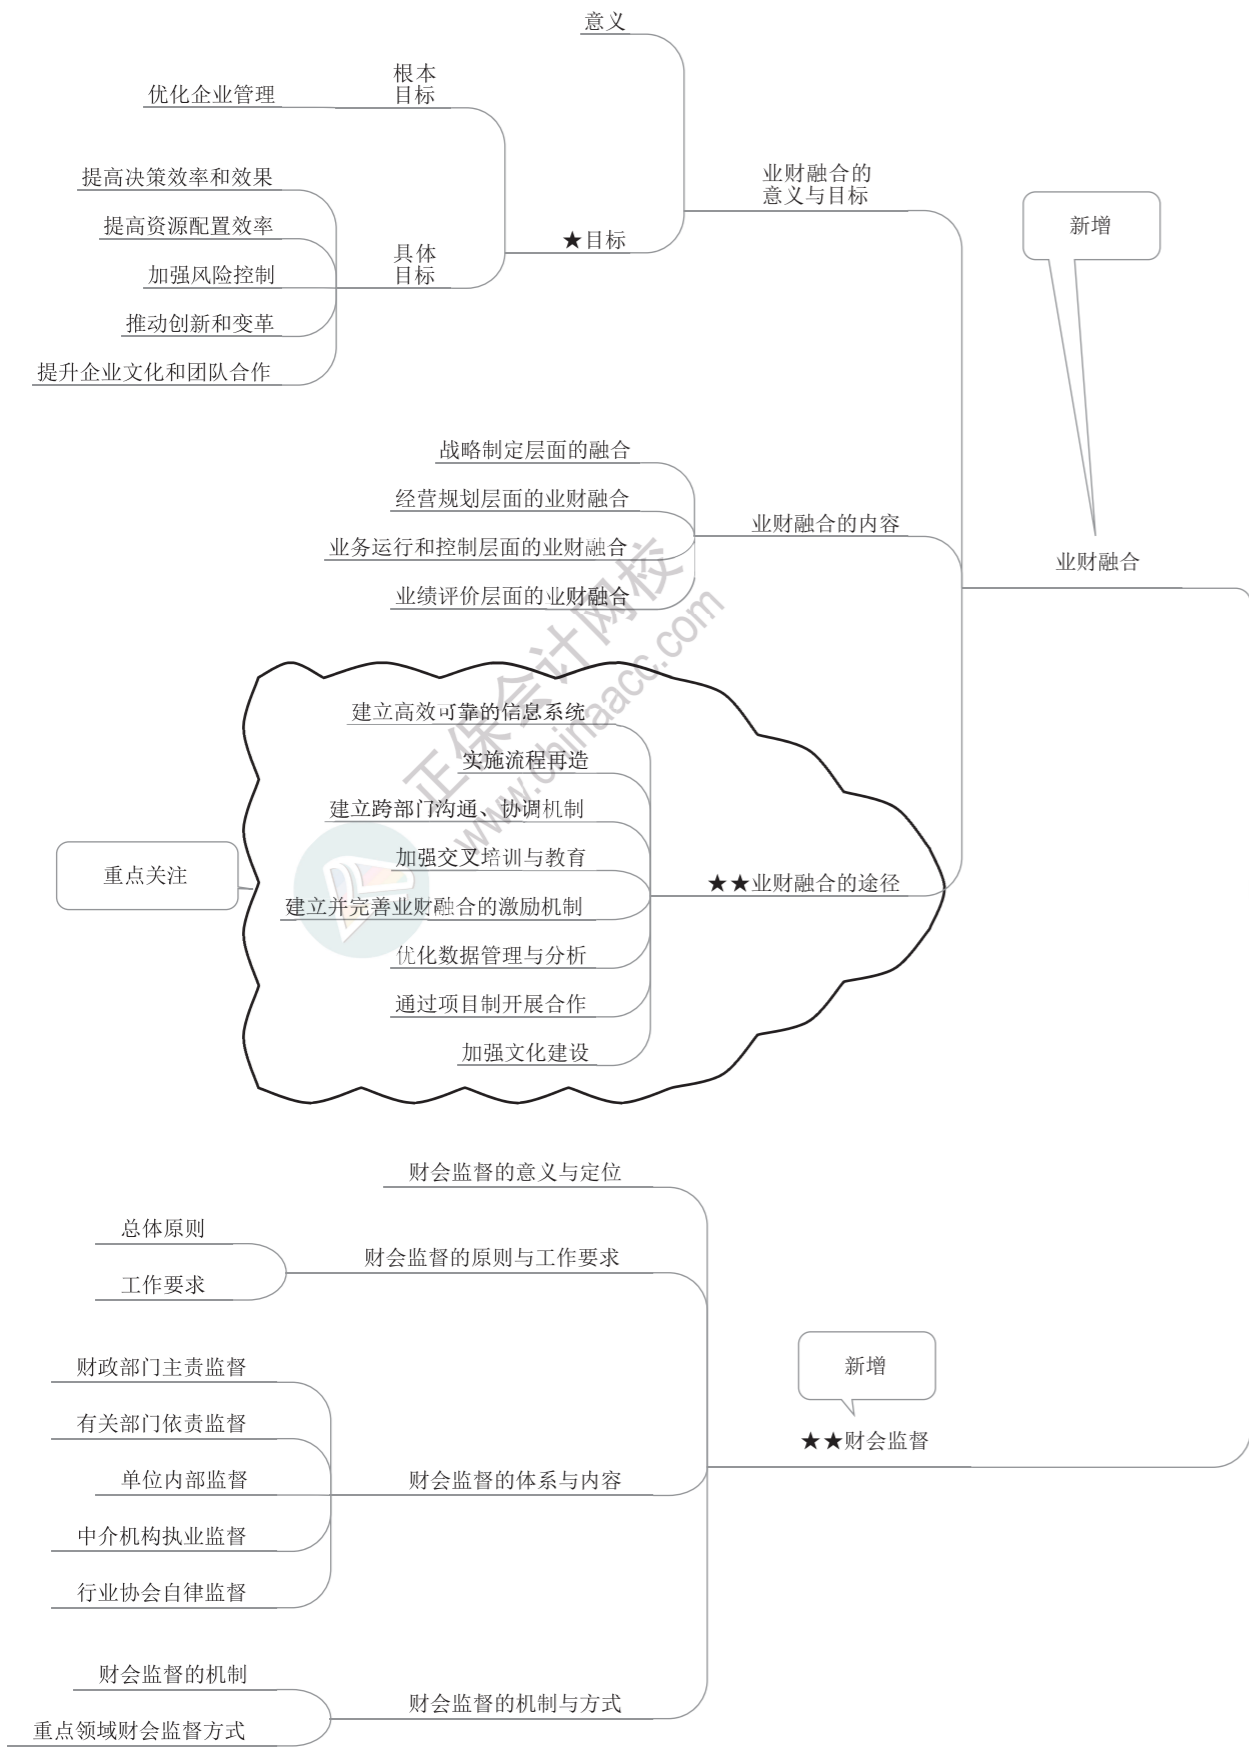 意义
根本
目标
优化企业管理
提高决策效率和效果
业财融合的
意义与目标
提高资源配置效率
新增
★目标
具体
目标
加强风险控制
推动创新和变革
提升企业文化和团队合作
战略制定层面的融合
经营规划层面的业财融合
业财融合的内容
业务运行和控制层面的业财融合
业财融合
业绩评价层面的业财融合
正保会计网校
www.chinaacc.com
建立高效可靠的信息系统
实施流程再造
建立跨部门沟通、协调机制
加强交叉培训与教育
重点关注
★★业财融合的途径
建立并完善业财融合的激励机制
优化数据管理与分析
通过项目制开展合作
加强文化建设
财会监督的意义与定位
总体原则
财会监督的原则与工作要求
工作要求
财政部门主责监督
新增
有关部门依责监督
★★财会监督
单位内部监督
财会监督的体系与内容
中介机构执业监督
行业协会自律监督
财会监督的机制
财会监督的机制与方式
重点领域财会监督方式